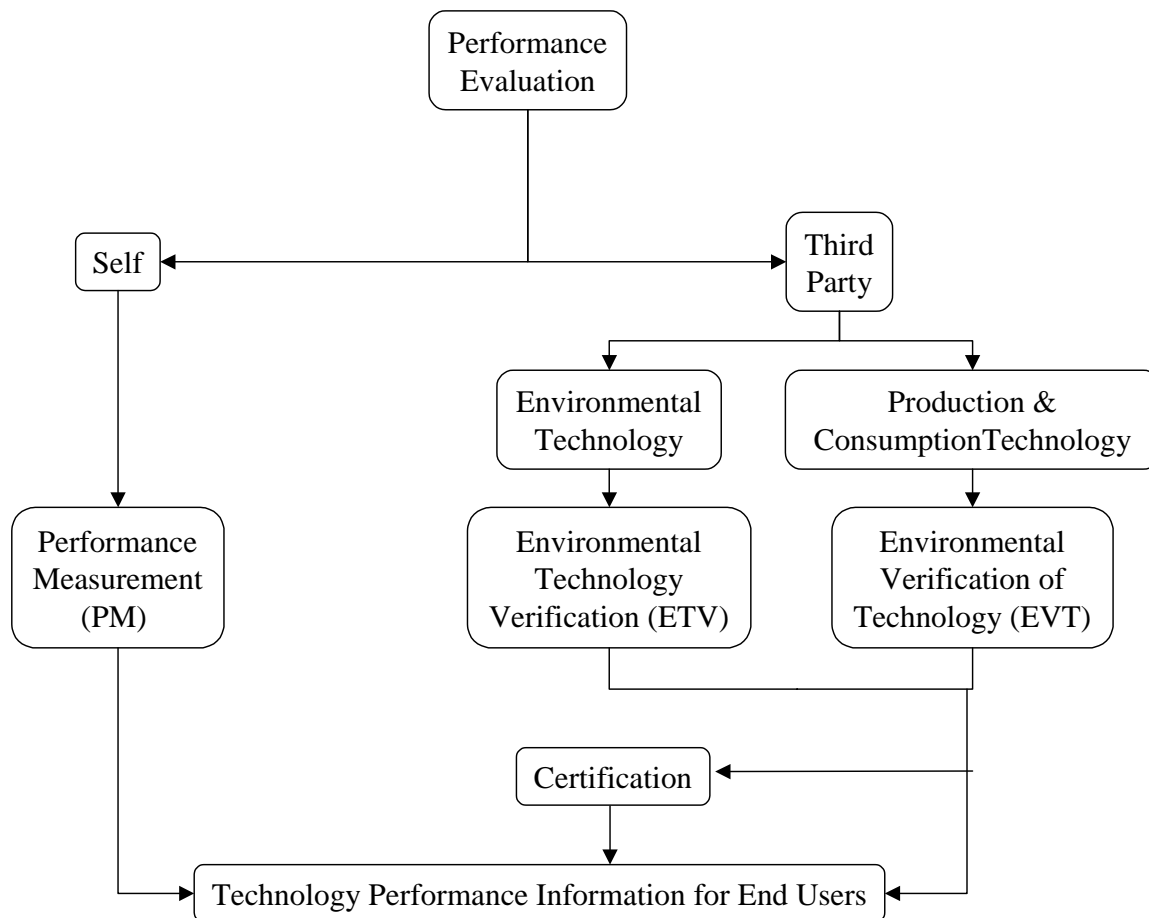 Performance
Evaluation
Self
Third
Party
Environmental
Technology
Production &
ConsumptionTechnology
Performance
Measurement
(PM)
Environmental
Technology
Verification (ETV)
Environmental
Verification of
Technology (EVT)
Certification
Technology Performance Information for End Users